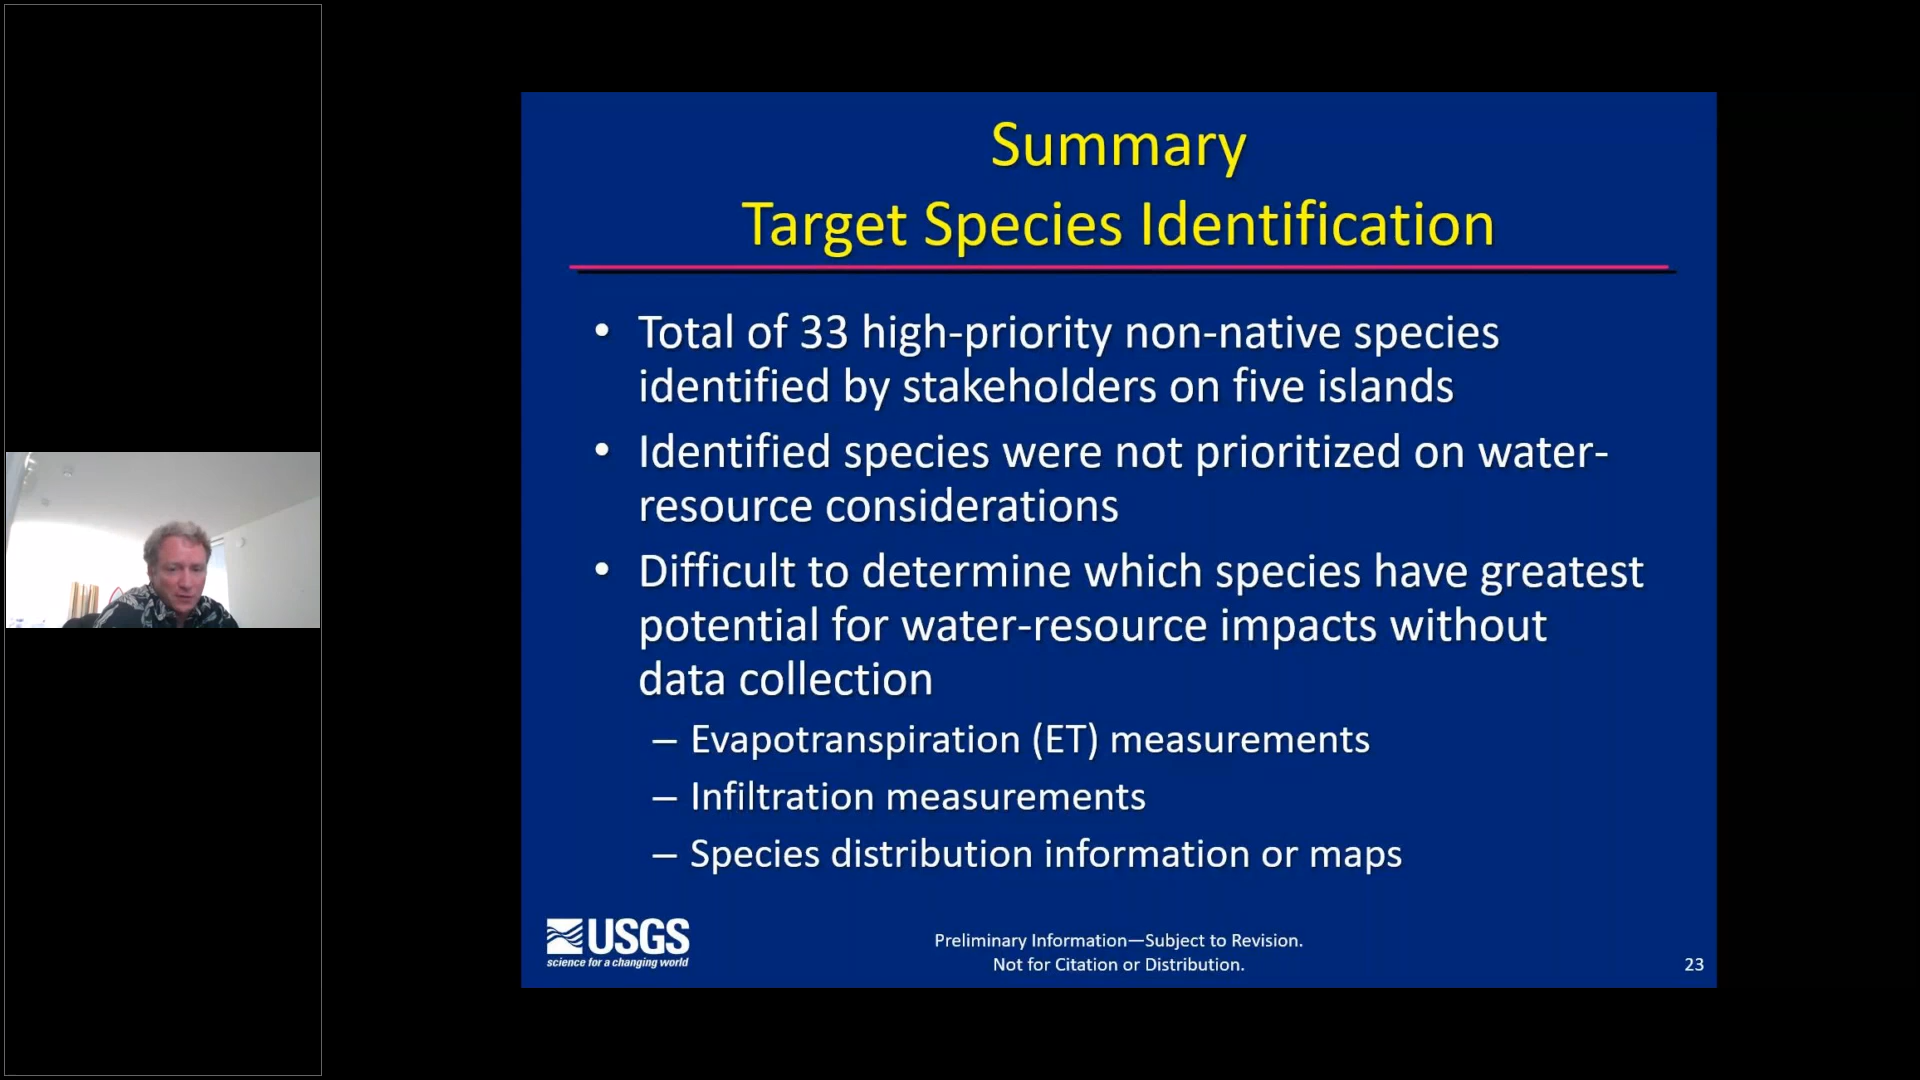 Summary
Target Species Identification
• Total of 33 high-priority non-native species
identified by stakeholders on five islands
• Identified species were not prioritized on water-
resource considerations
• Difficult to determine which species have greatest
potential for water-resource impacts without
data collection
– Evapotranspiration (ET) measurements
– Infiltration measurements
– Species distribution information or maps
USGS
science for a changing world
Preliminary Information—Subject to Revision.
Not for Citation or Distribution.
23